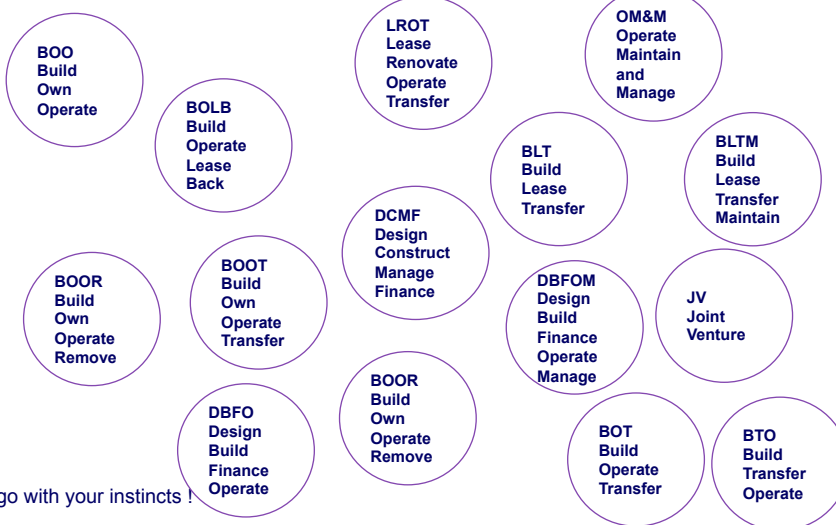 BOO
Build
Own
Operate
BOLB
Build
Operate
Lease
Back
LROT
Lease
Renovate
Operate
Transfer
OM&M
Operate
Maintain
and
Manage
BLT
Build
Lease
Transfer
BLTM
Build
Lease
Transfer
Maintain
DCMF
Design
Construct
Manage
Finance
BOOR
Build
Own
Operate
Remove
BOOT
Build
Own
Operate
Transfer
DBFOM
Design
Build
Finance
Operate
Manage
JV
Joint
Venture
DBFO
Design
Build
Finance
Operate
BOOR
Build
Own
Operate
Remove
BOT
Build
Operate
Transfer
BTO
Build
Transfer
Operate
go with your instincts !